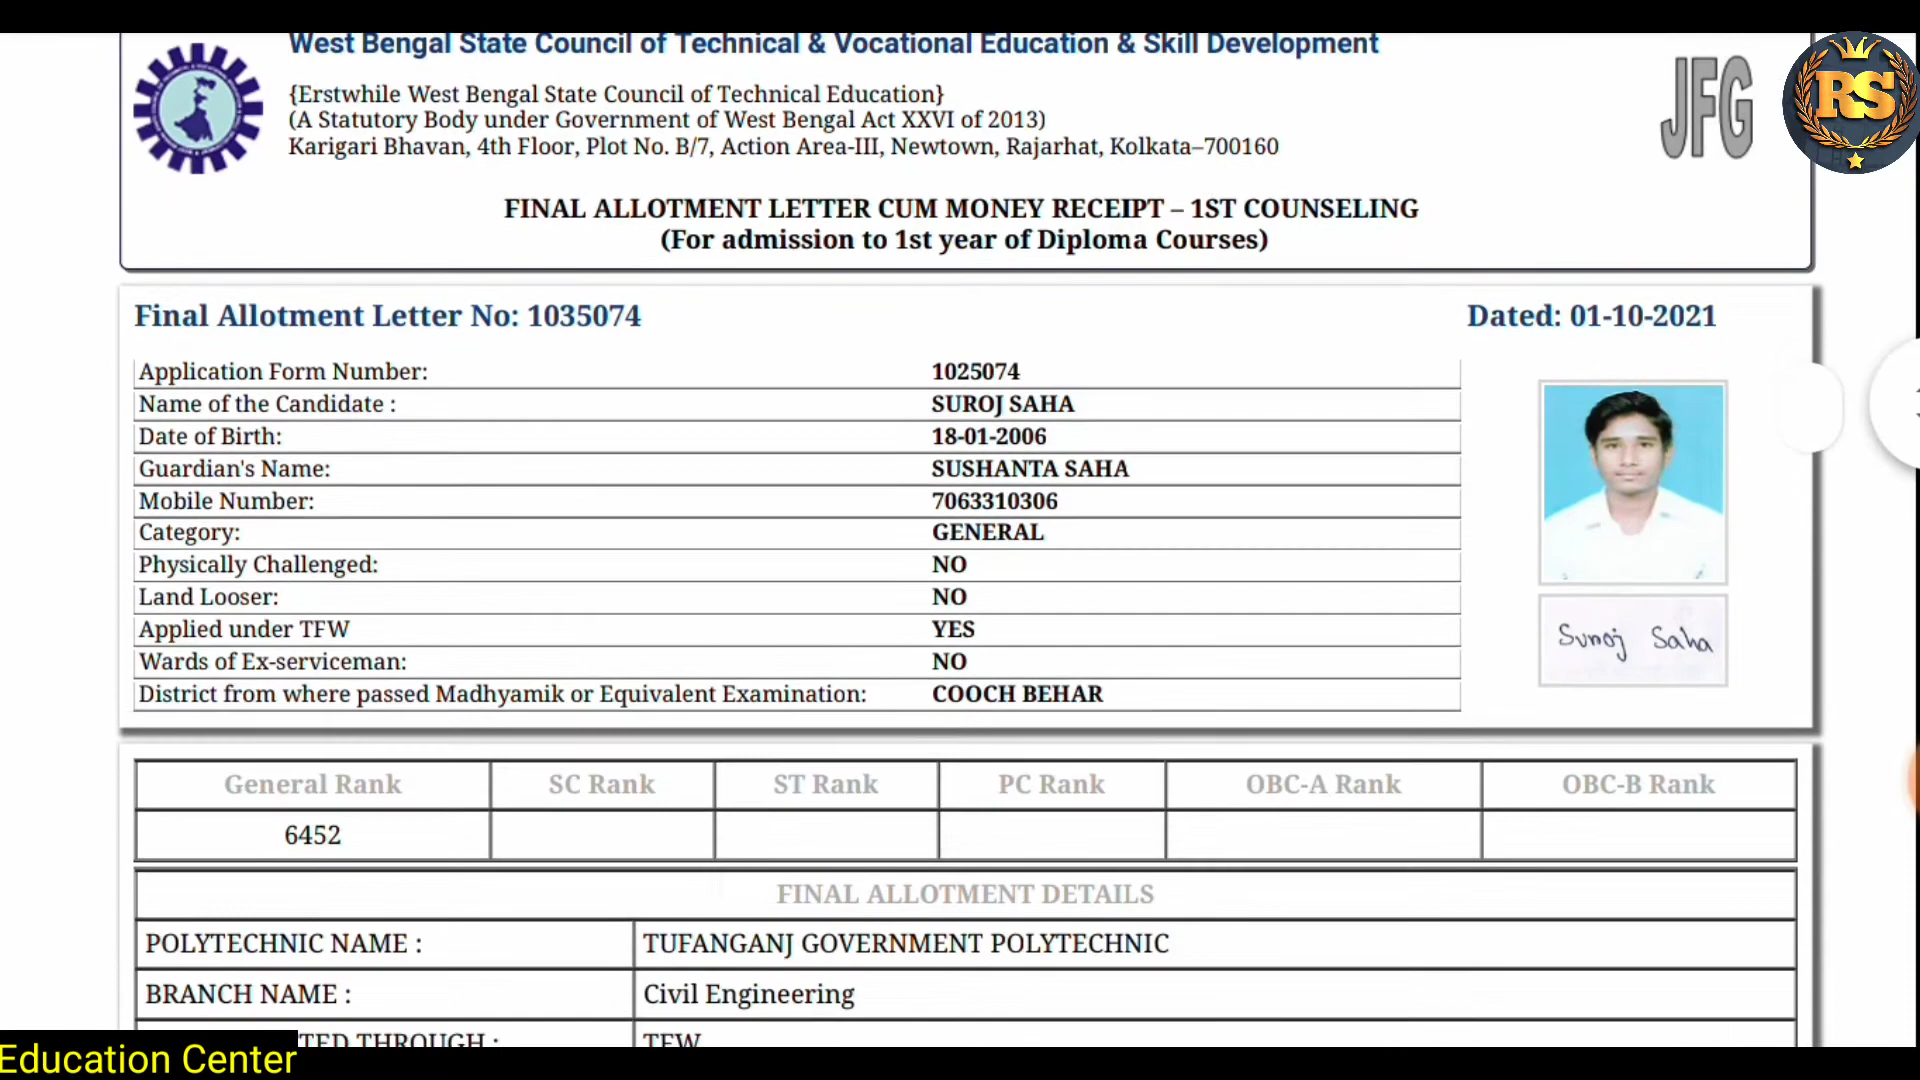 West Bengal State Council of Technical & Vocational Education & Skill Development
{Erstwhile West Bengal State Council of Technical Education}
(A Statutory Body under Government of West Bengal Act XXVI of 2013)
Karigari Bhavan, 4th Floor, Plot No. B/7, Action Area-III, Newtown, Rajarhat, Kolkata–700160
JFG
RS
FINAL ALLOTMENT LETTER CUM MONEY RECEIPT – 1ST COUNSELING
(For admission to 1st year of Diploma Courses)
Final Allotment Letter No: 1035074 Dated: 01-10-2021
Application Form Number: 1025074
Name of the Candidate : SUROJ SAHA
Date of Birth: 18-01-2006
Guardian's Name: SUSHANTA SAHA
Mobile Number: 7063310306
Category: GENERAL
Physically Challenged: NO
Land Looser: NO
Applied under TFW YES
Wards of Ex-serviceman: NO
District from where passed Madhyamik or Equivalent Examination: COOCH BEHAR
Suroj Saha
General Rank SC Rank ST Rank PC Rank OBC-A Rank OBC-B Rank
6452
FINAL ALLOTMENT DETAILS
POLYTECHNIC NAME : TUFANGANJ GOVERNMENT POLYTECHNIC
BRANCH NAME : Civil Engineering
THROUGH : TFW
Education Center